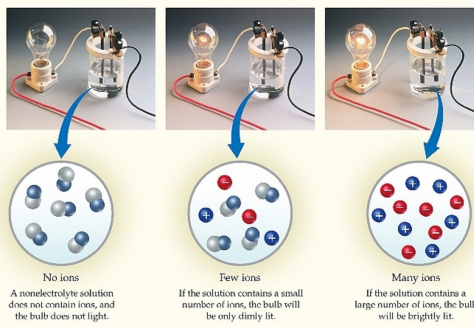 No ions
A nonelectrolyte solution
does not contain ions, and
the bulb does not light.
Few ions
If the solution contains a small
number of ions, the bulb will
be only dimly lit.
Many ions
If the solution contains a
large number of ions, the bulb
will be brightly lit.